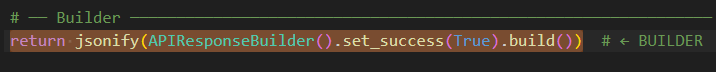 # ── Builder ──────────────────────────────────────────────────────────────
return jsonify(APIResponseBuilder().set_success(True).build())  # ← BUILDER